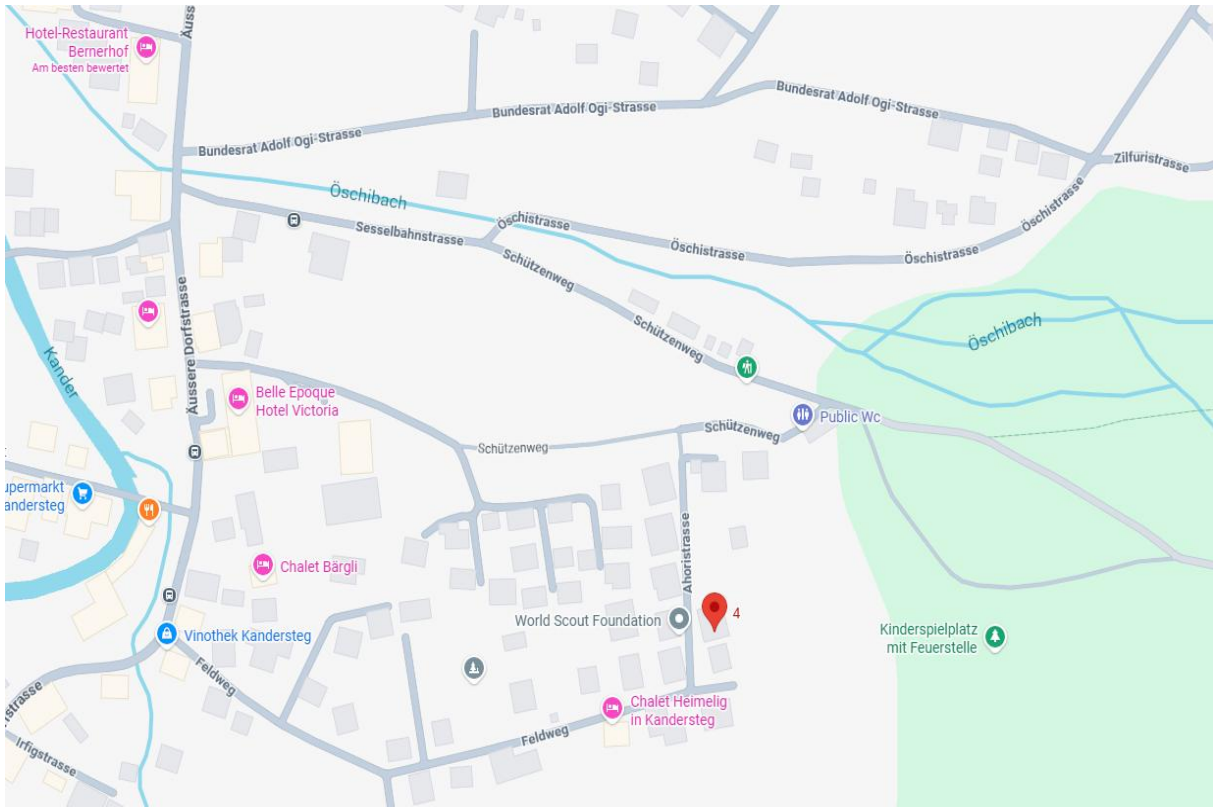 Hotel-Restaurant
Bernerhof
Am besten bewertet
Äuss
Bundesrat Adolf Ogi-Strasse
Bundesrat Adolf Ogi-Strasse
Bundesrat Adolf Ogi-Strasse
Zilfuristrasse
Öschibach
Öschistrasse
Sesselbahnstrasse
Öschistrasse
Öschistrasse
Öschistrasse
Schützenweg
Schützenweg
Öschibach
Kander
Äussere Dorfstrasse
Belle Epoque
Hotel Victoria
Public Wc
Schützenweg
Schützenweg
upermarkt
andersteg
Ahoristrasse
Chalet Bärgli
World Scout Foundation
4
Vinothek Kandersteg
Kinderspielplatz
mit Feuerstelle
Feldweg
Chalet Heimelig
in Kandersteg
Feldweg
strasse
Irfigstrasse